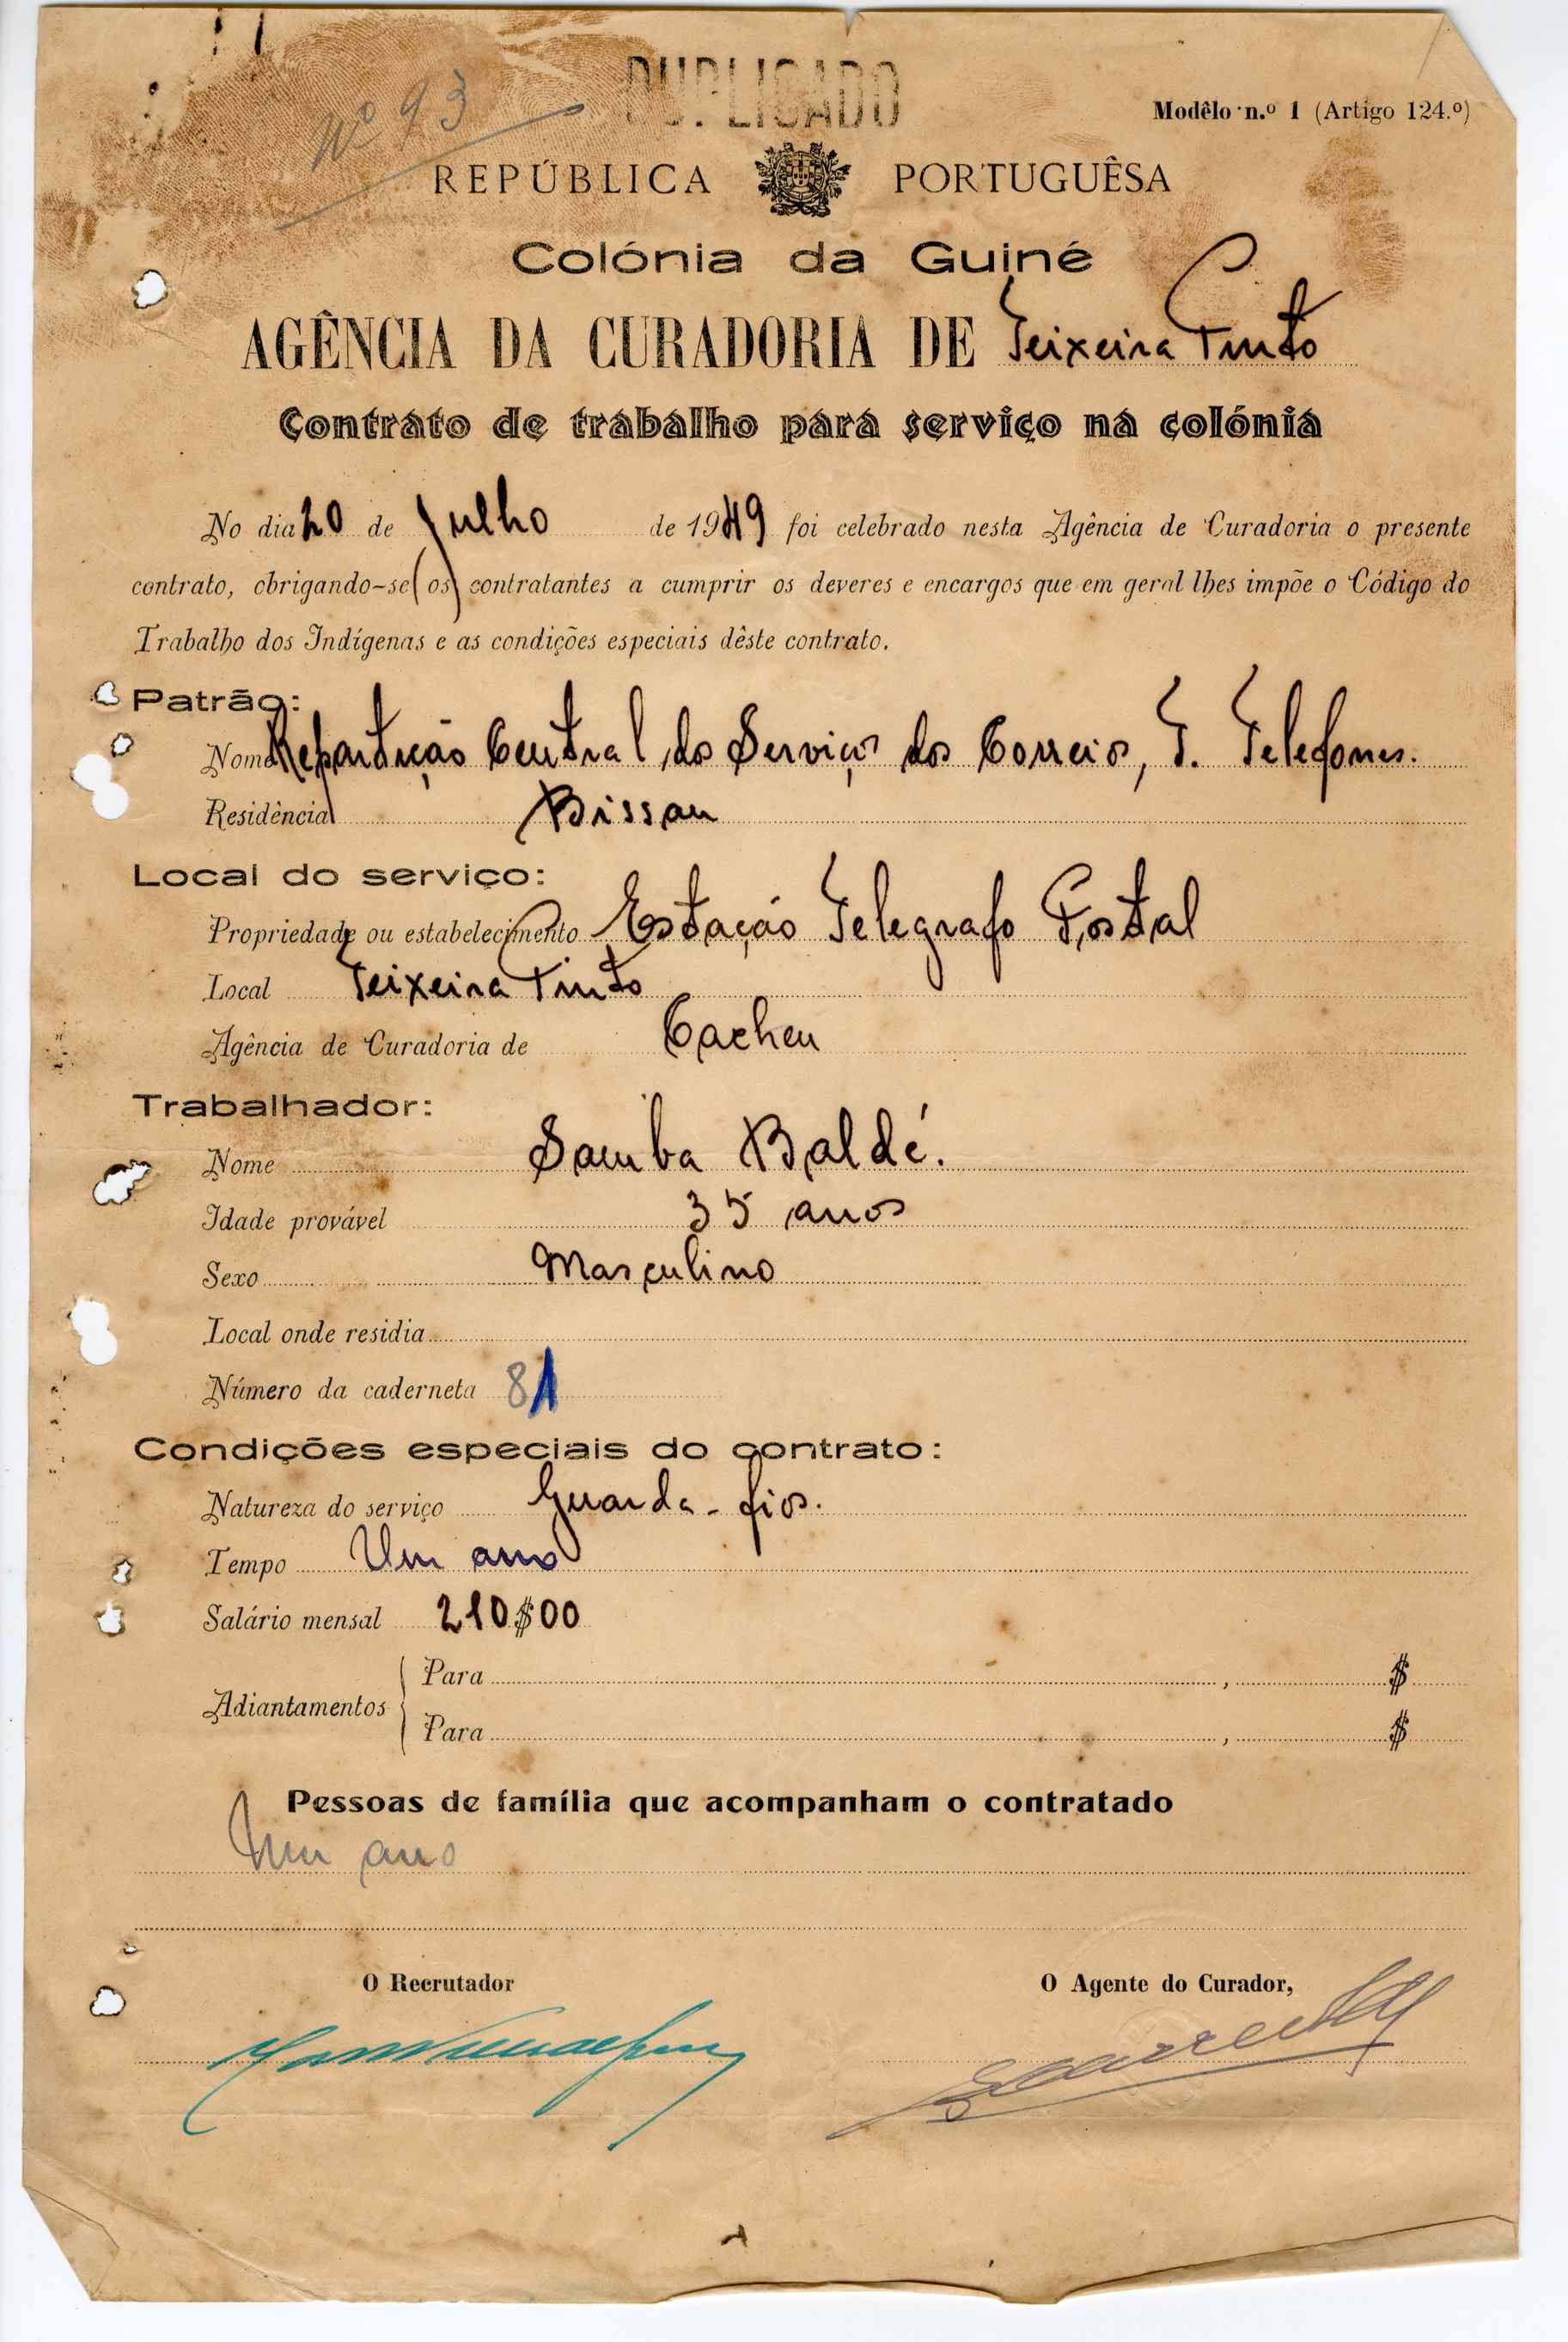 Nº 93
DUPLICADO
Modêlo n.º 1 (Artigo 124.º)
REPÚBLICA PORTUGUÊSA
Colónia da Guiné
AGÊNCIA DA CURADORIA DE Teixeira Pinto
Contrato de trabalho para serviço na colónia
No dia 20 de Julho de 1949 foi celebrado nesta Agência de Curadoria o presente
contrato, obrigando-se (os) contratantes a cumprir os deveres e encargos que em geral lhes impõe o Código do
Trabalho dos Indígenas e as condições especiais dêste contrato.
Patrão:
Nome Repartição Central dos Serviços dos Correios, T. Telefones.
Residência Bissau
Local do serviço:
Propriedade ou estabelecimento Estação Telegrafo Postal
Local Teixeira Pinto
Agência de Curadoria de Cacheu
Trabalhador:
Nome Samba Baldé.
Idade provável 35 anos
Sexo Masculino
Local onde residia
Número da caderneta 81
Condições especiais do contrato:
Natureza do serviço Guarda-fios.
Tempo Um ano
Salário mensal 210$00
Adiantamentos
Para , $
Para , $
Pessoas de família que acompanham o contratado
Um ano
O Recrutador
O Agente do Curador,